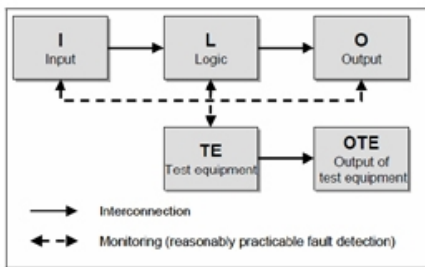 I
Input
L
Logic
O
Output
TE
Test equipment
OTE
Output of
test equipment
Interconnection
Monitoring (reasonably practicable fault detection)